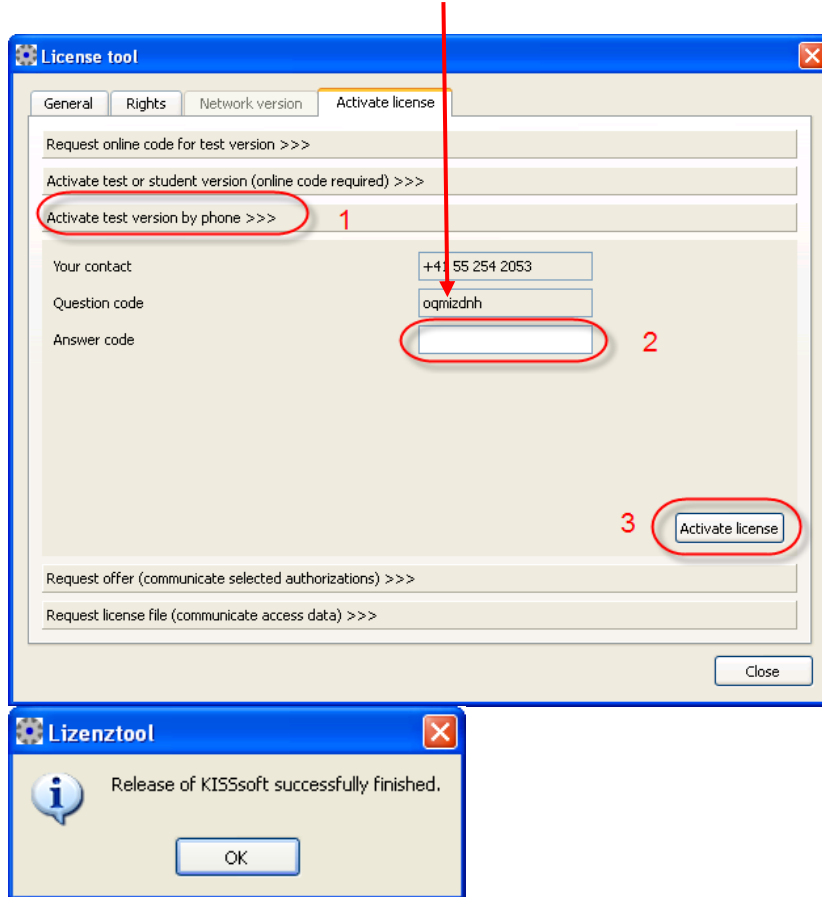 License tool
General Rights Network version Activate license
Request online code for test version >>>
Activate test or student version (online code required) >>>
Activate test version by phone >>> 1
Your contact +41 55 254 2053
Question code oqmizdnh
Answer code 2
3 Activate license
Request offer (communicate selected authorizations) >>>
Request license file (communicate access data) >>>
Close
Lizenztool
Release of KISSsoft successfully finished.
OK